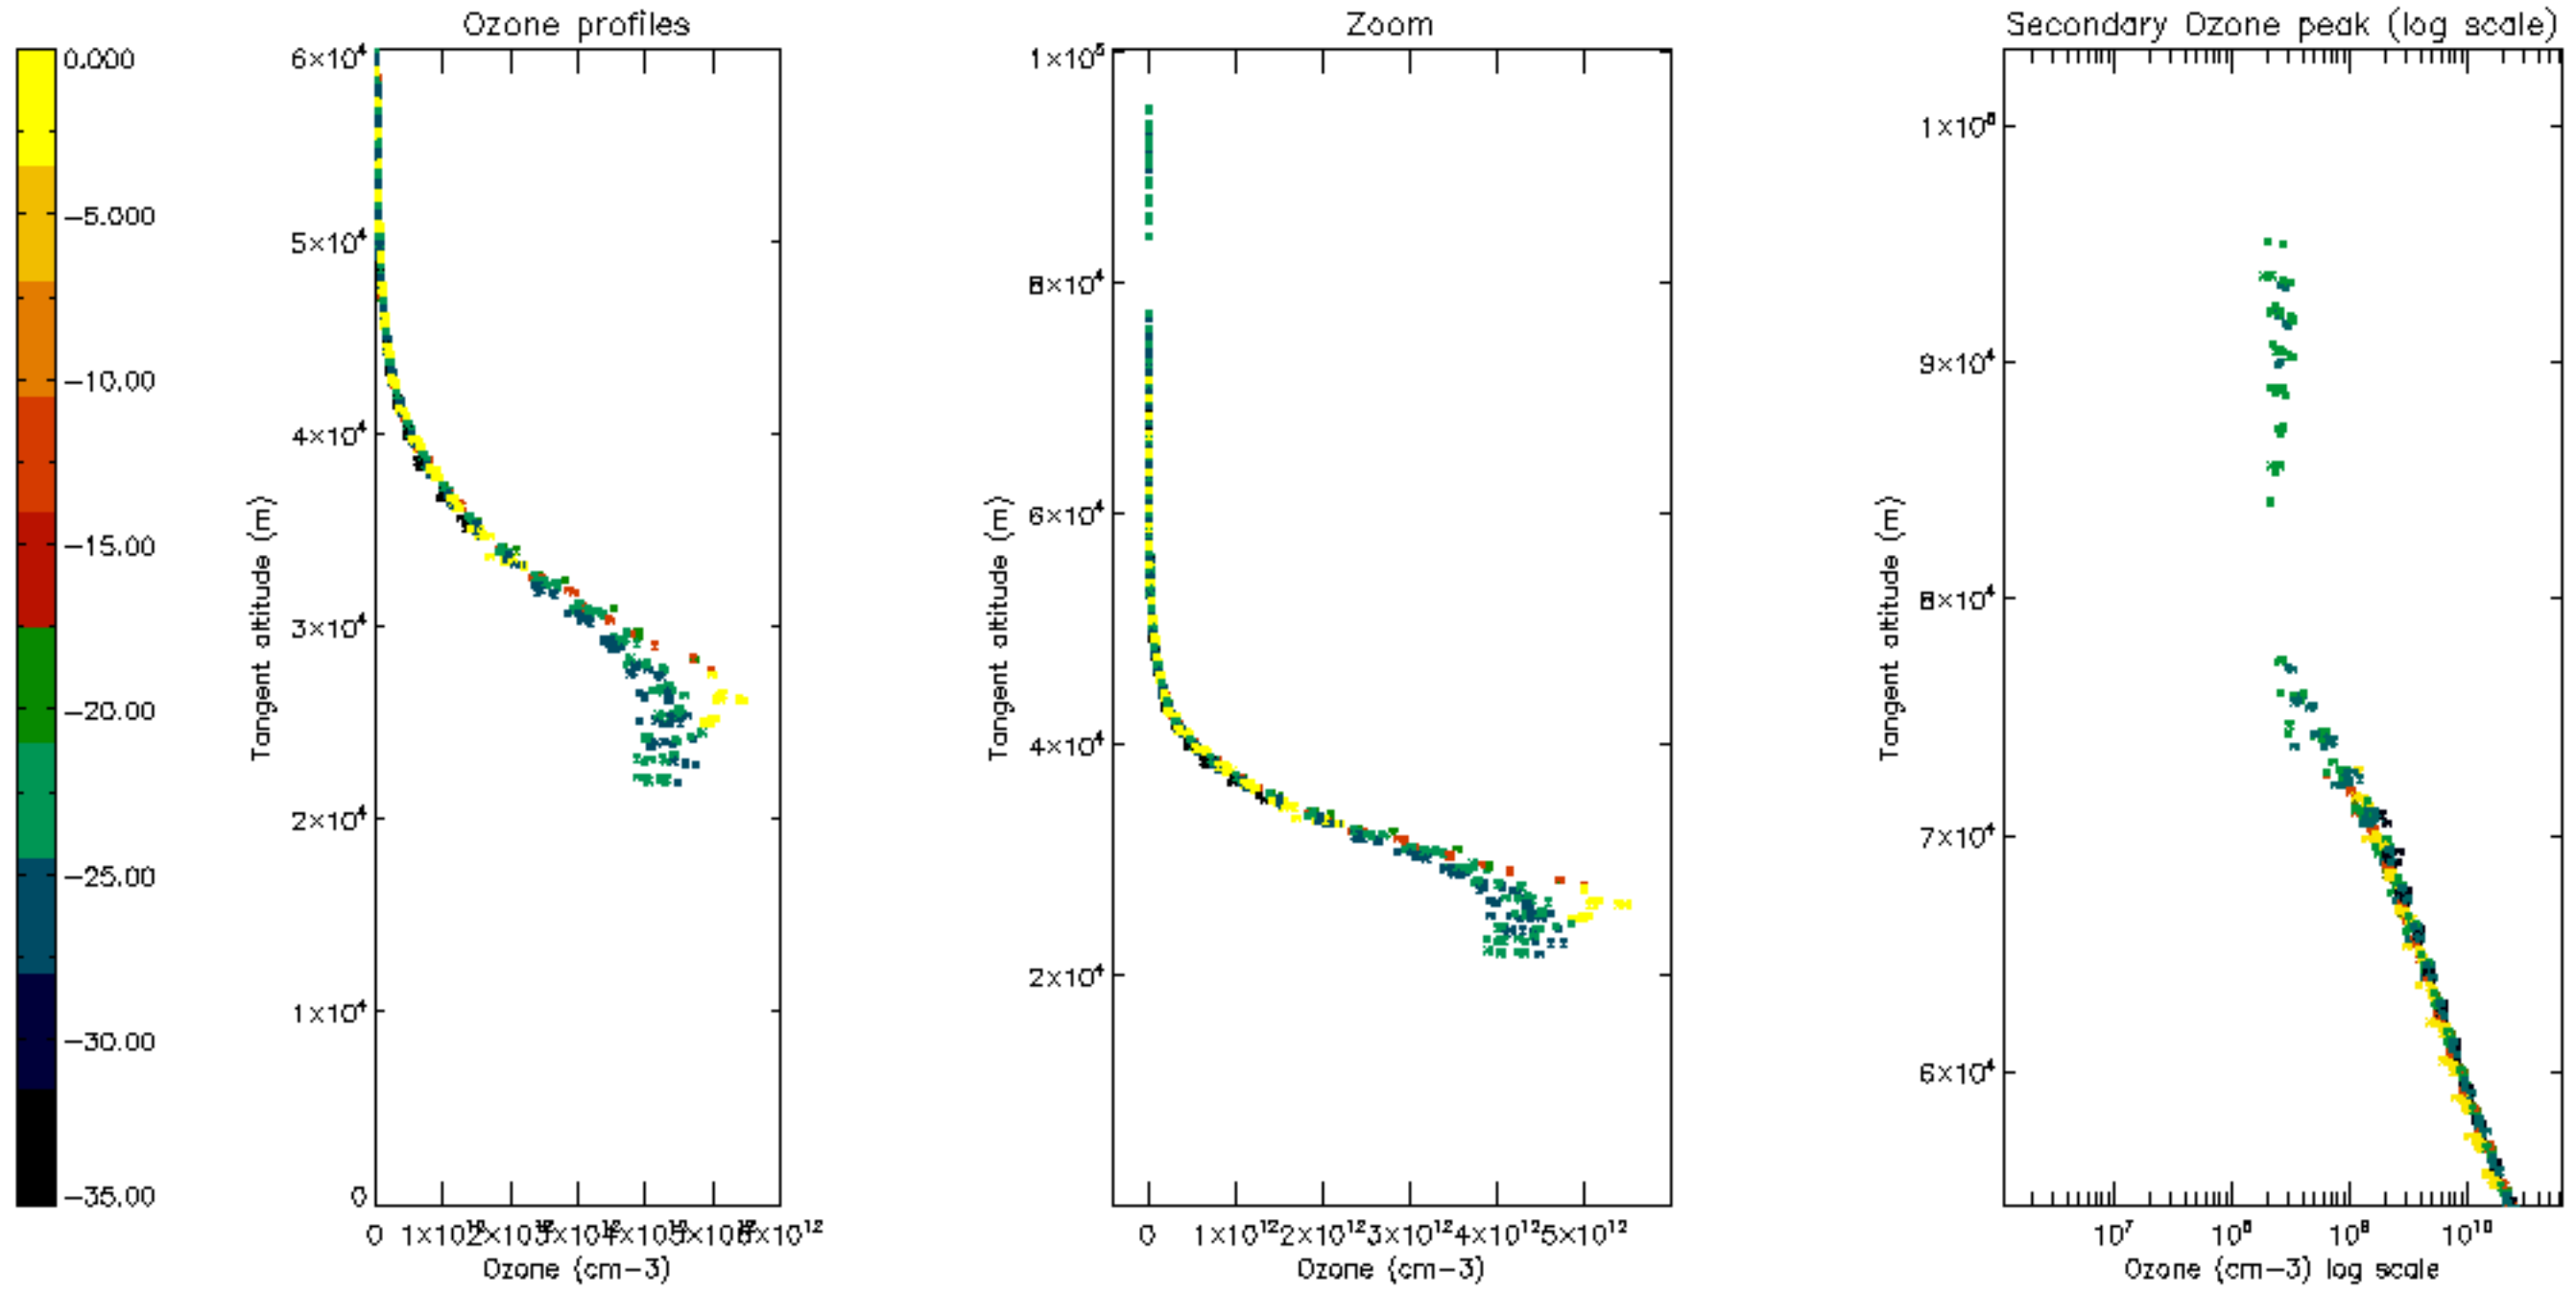 Ozone profiles
Zoom
Secondary Ozone peak (log scale)
0.000
−5.000
−10.00
−15.00
−20.00
−25.00
−30.00
−35.00
6×10⁴
5×10⁴
4×10⁴
3×10⁴
2×10⁴
1×10⁴
0
Tangent altitude (m)
0
6×10¹²
Ozone (cm−3)
1×10⁵
8×10⁴
6×10⁴
4×10⁴
2×10⁴
Tangent altitude (m)
0 1×10¹² 2×10¹² 3×10¹² 4×10¹² 5×10¹²
Ozone (cm−3)
1×10⁵
9×10⁴
8×10⁴
7×10⁴
6×10⁴
Tangent altitude (m)
10⁷ 10⁸ 10⁹ 10¹⁰
Ozone (cm−3) log scale